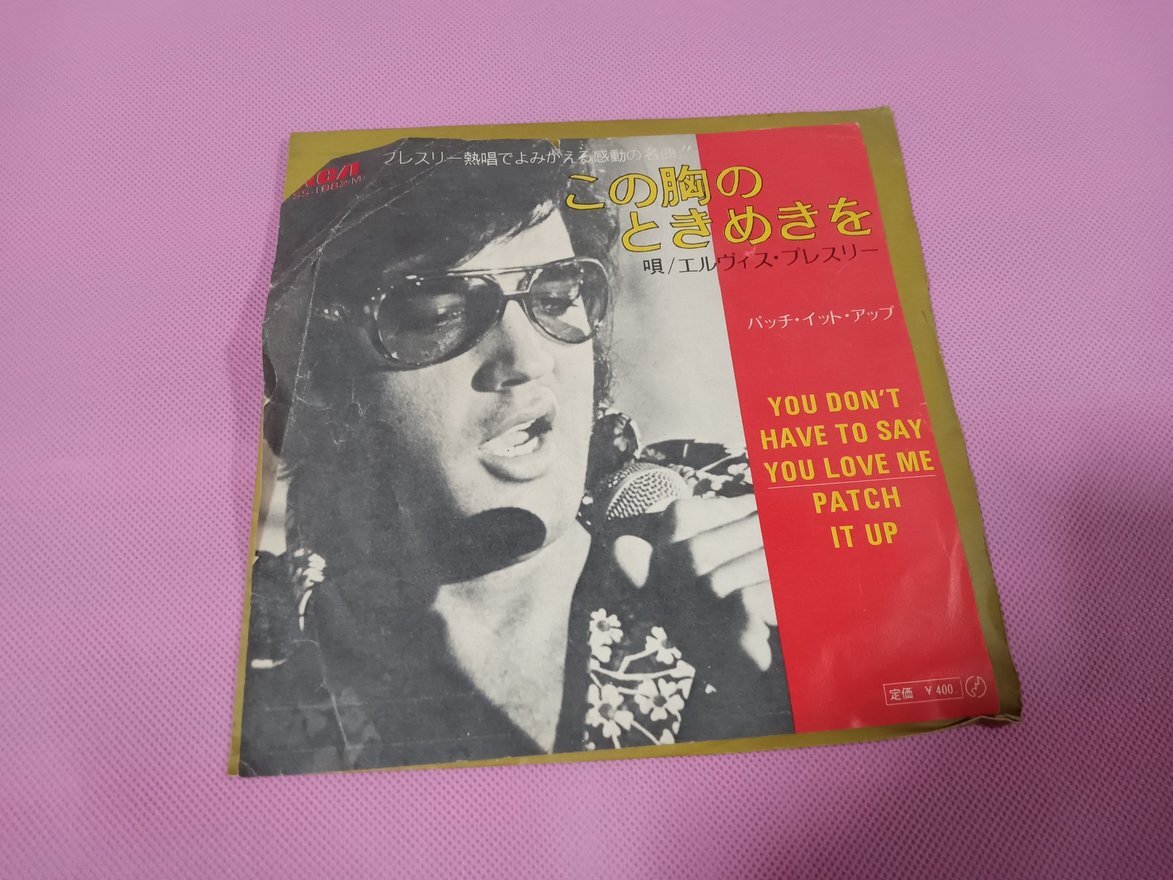 RCA
SS-1882-M
プレスリー熱唱でよみがえる感動の名曲!!
この胸の
ときめきを
唄/エルヴィス・プレスリー
パッチ・イット・アップ
YOU DON'T
HAVE TO SAY
YOU LOVE ME
PATCH
IT UP
定価 ¥400